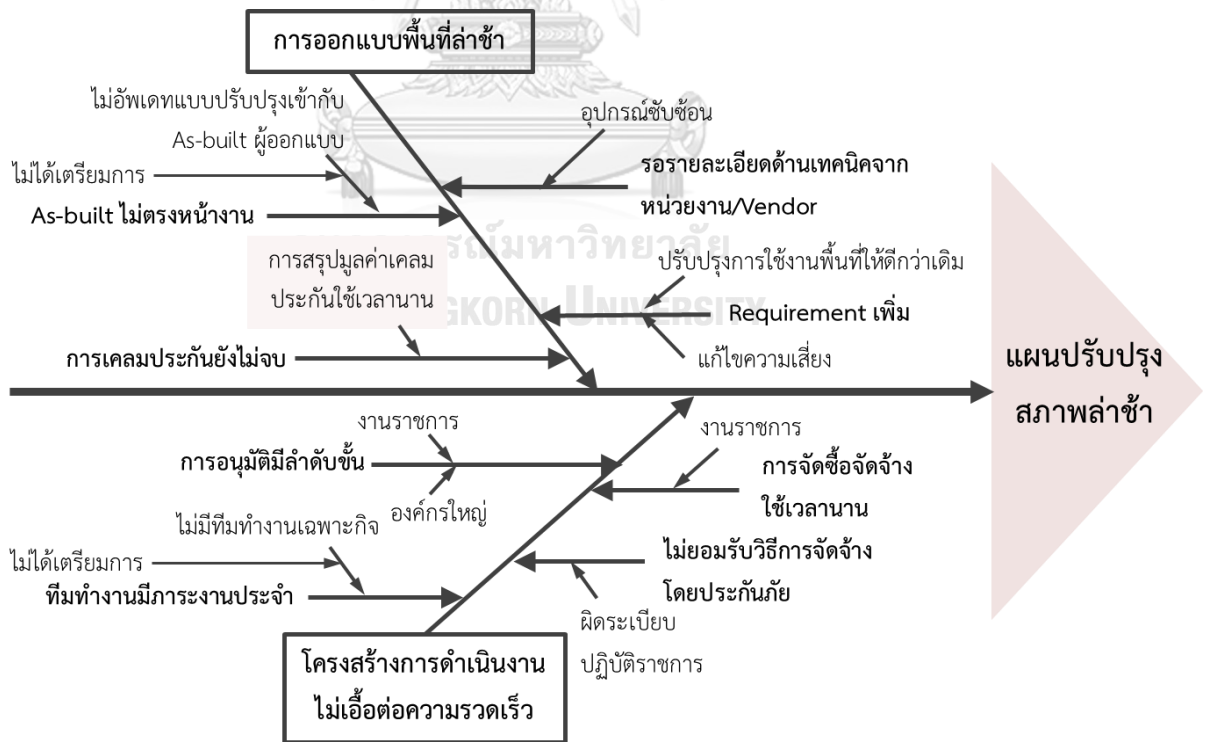 การออกแบบพื้นที่ล่าช้า
ไม่อัพเดทแบบปรับปรุงเข้ากับ
As-built ผู้ออกแบบ
ไม่ได้เตรียมการ
As-built ไม่ตรงหน้างาน
อุปกรณ์ซับซ้อน
รอรายละเอียดด้านเทคนิคจาก
หน่วยงาน/Vendor
การสรุปมูลค่าเคลม
ประกันใช้เวลานาน
รณ์มหาวิทยาลัย
GKORN UNIVERSITY
ปรับปรุงการใช้งานพื้นที่ให้ดีกว่าเดิม
Requirement เพิ่ม
แก้ไขความเสี่ยง
การเคลมประกันยังไม่จบ
แผนปรับปรุง
สภาพล่าช้า
งานราชการ
การอนุมัติมีลำดับขั้น
องค์กรใหญ่
งานราชการ
การจัดซื้อจัดจ้าง
ใช้เวลานาน
ไม่มีทีมทำงานเฉพาะกิจ
ไม่ได้เตรียมการ
ทีมทำงานมีภาระงานประจำ
ไม่ยอมรับวิธีการจัดจ้าง
โดยประกันภัย
ผิดระเบียบ
ปฏิบัติราชการ
โครงสร้างการดำเนินงาน
ไม่เอื้อต่อความรวดเร็ว